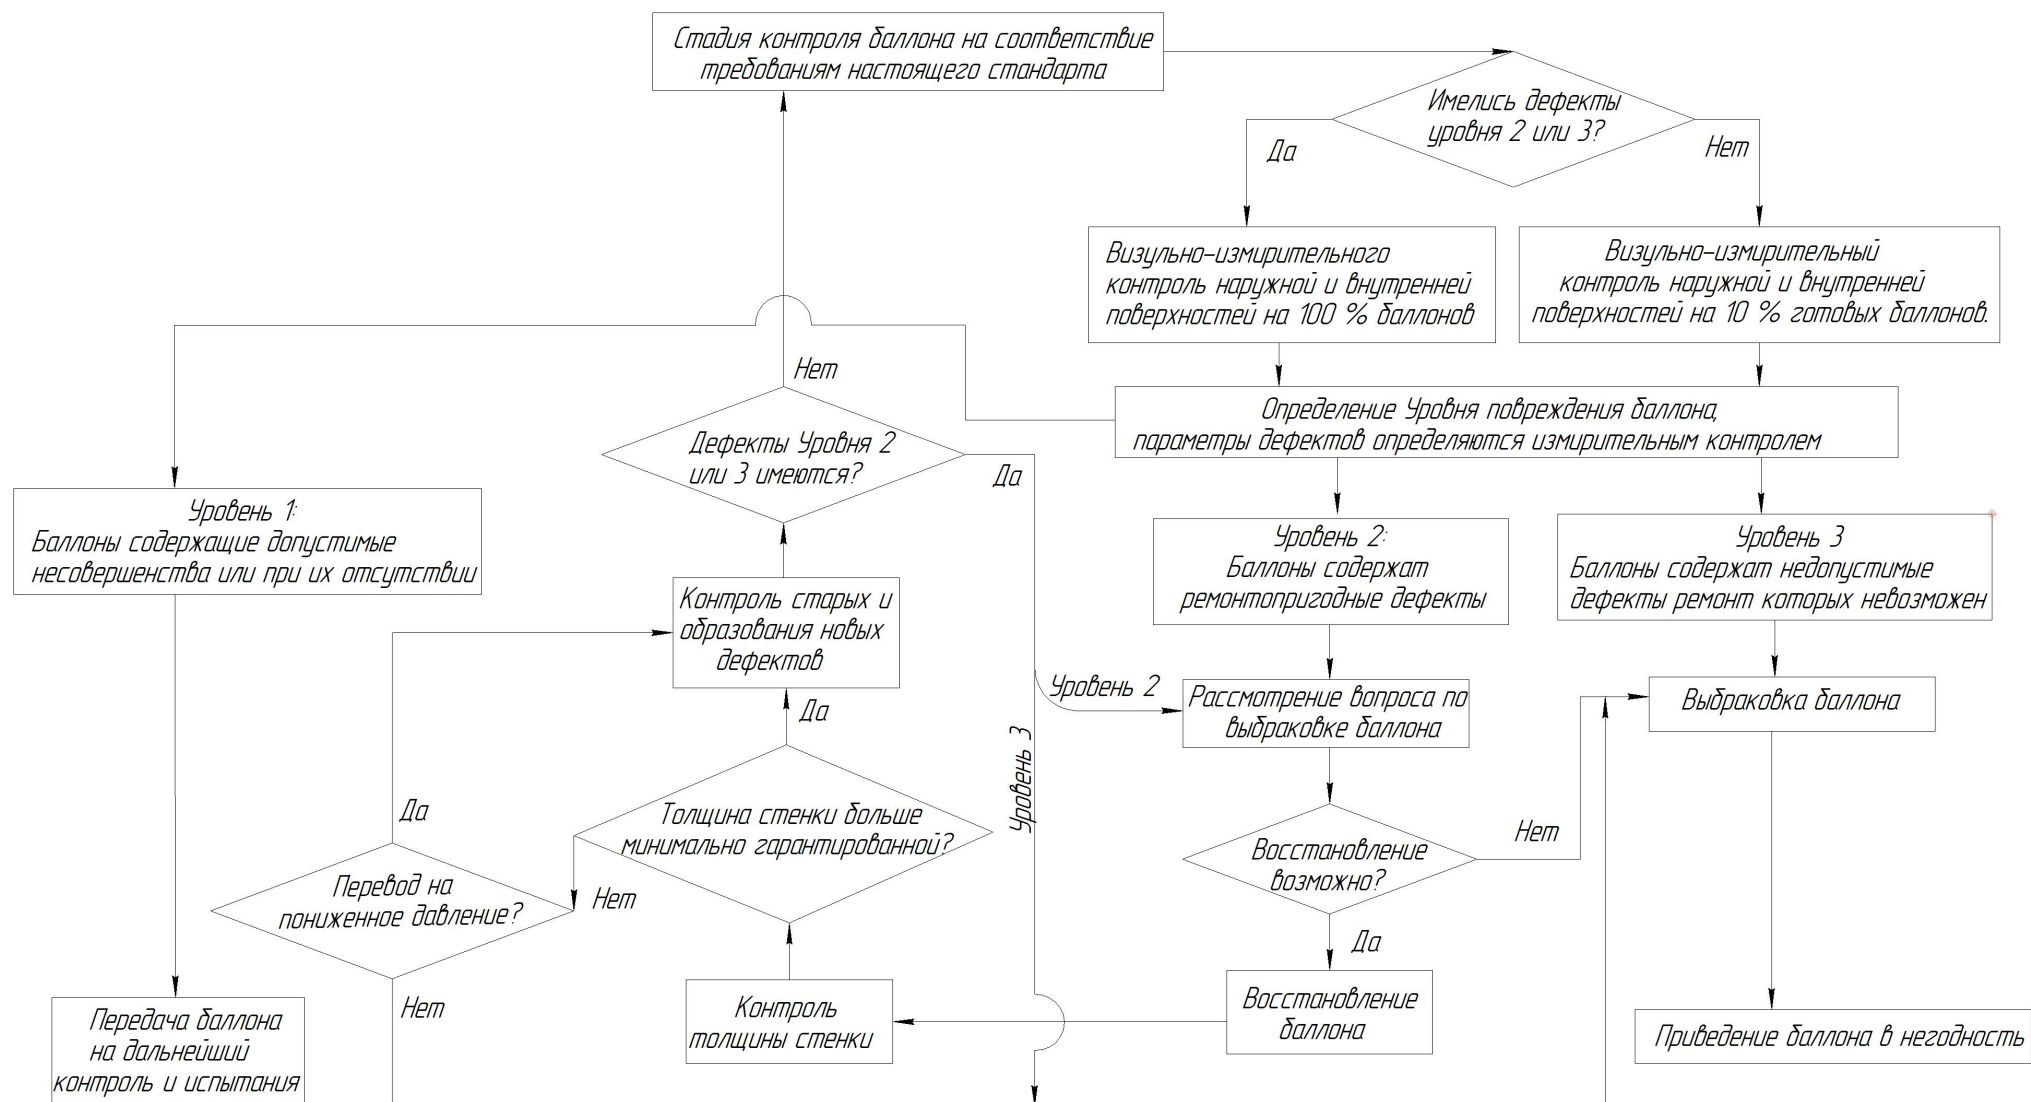 Стадия контроля баллона на соответствие
требованиям настоящего стандарта
Имелись дефекты
уровня 2 или 3?
Да
Нет
Визульно-измирительного
контроль наружной и внутренней
поверхностей на 100 % баллонов
Визульно-измирительный
контроль наружной и внутренней
поверхностей на 10 % готовых баллонов.
Определение Уровня повреждения баллона,
параметры дефектов определяются измирительным контролем
Нет
Дефекты Уровня 2
или 3 имеются?
Да
Уровень 1:
Баллоны содержащие допустимые
несовершенства или при их отсутствии
Уровень 2:
Баллоны содержат
ремонтопригодные дефекты
Уровень 3
Баллоны содержат недопустимые
дефекты ремонт которых невозможен
Контроль старых и
образования новых
дефектов
Да
Уровень 2
Уровень 3
Рассмотрение вопроса по
выбраковке баллона
Выбраковка баллона
Толщина стенки больше
минимально гарантированной?
Да
Нет
Перевод на
пониженное давление?
Нет
Восстановление
возможно?
Нет
Да
Передача баллона
на дальнейший
контроль и испытания
Контроль
толщины стенки
Восстановление
баллона
Приведение баллона в негодность